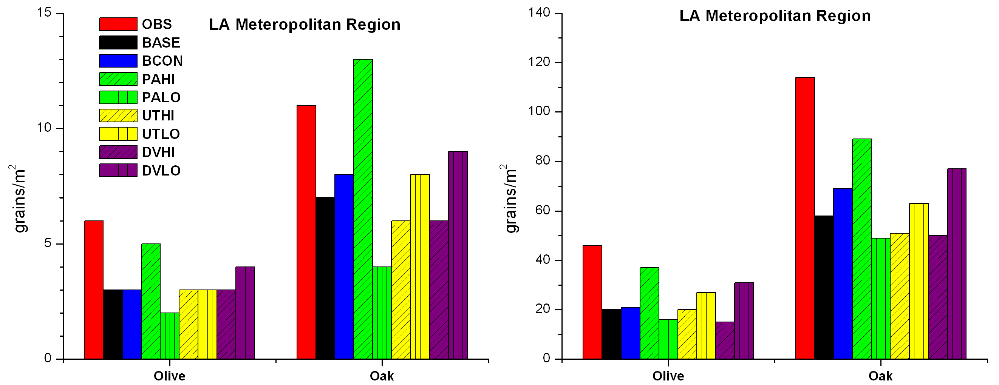 LA Meteropolitan Region
15
10
5
0
grains/m²
OBS
BASE
BCON
PAHI
PALO
UTHI
UTLO
DVHI
DVLO
Olive
Oak
LA Meteropolitan Region
140
120
100
80
60
40
20
0
grains/m²
Olive
Oak